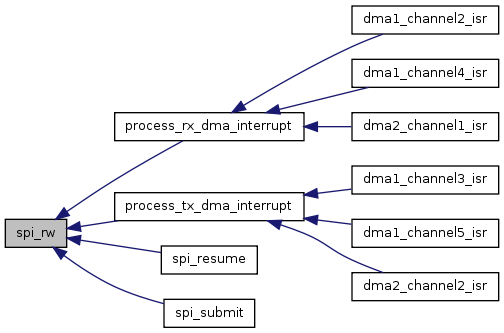 dma1_channel2_isr
dma1_channel4_isr
process_rx_dma_interrupt
dma2_channel1_isr
dma1_channel3_isr
process_tx_dma_interrupt
spi_rw
dma1_channel5_isr
spi_resume
dma2_channel2_isr
spi_submit